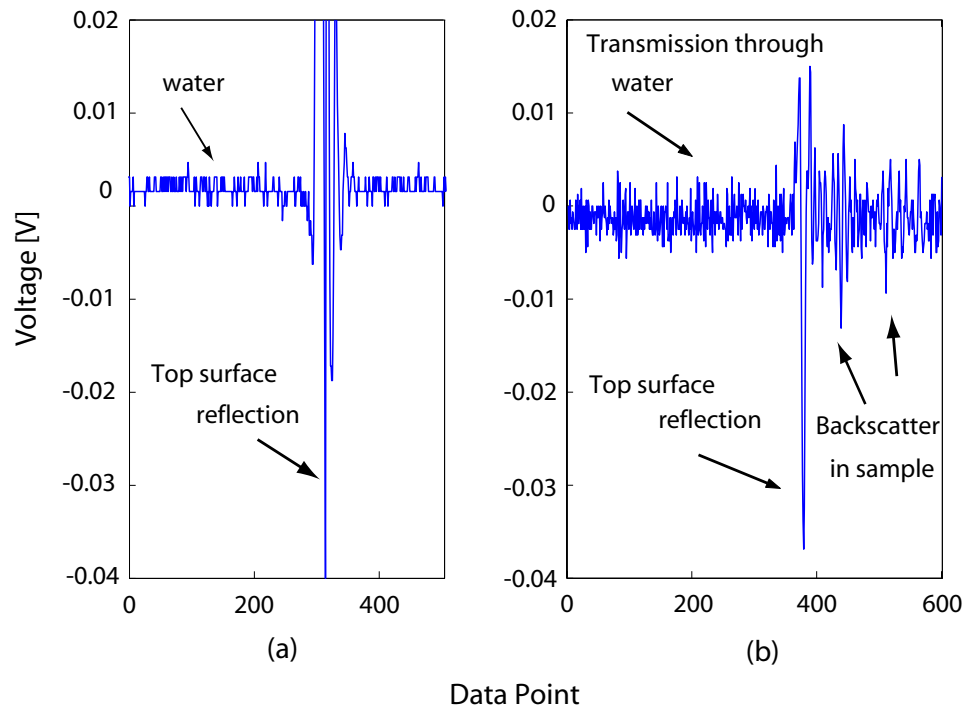 Voltage [V]
0.02
0.01
0
-0.01
-0.02
-0.03
-0.04
0
200
400
water
Top surface
reflection
(a)
0.02
0.01
0
-0.01
-0.02
-0.03
-0.04
0
200
400
600
Transmission through
water
Top surface
reflection
Backscatter
in sample
(b)
Data Point